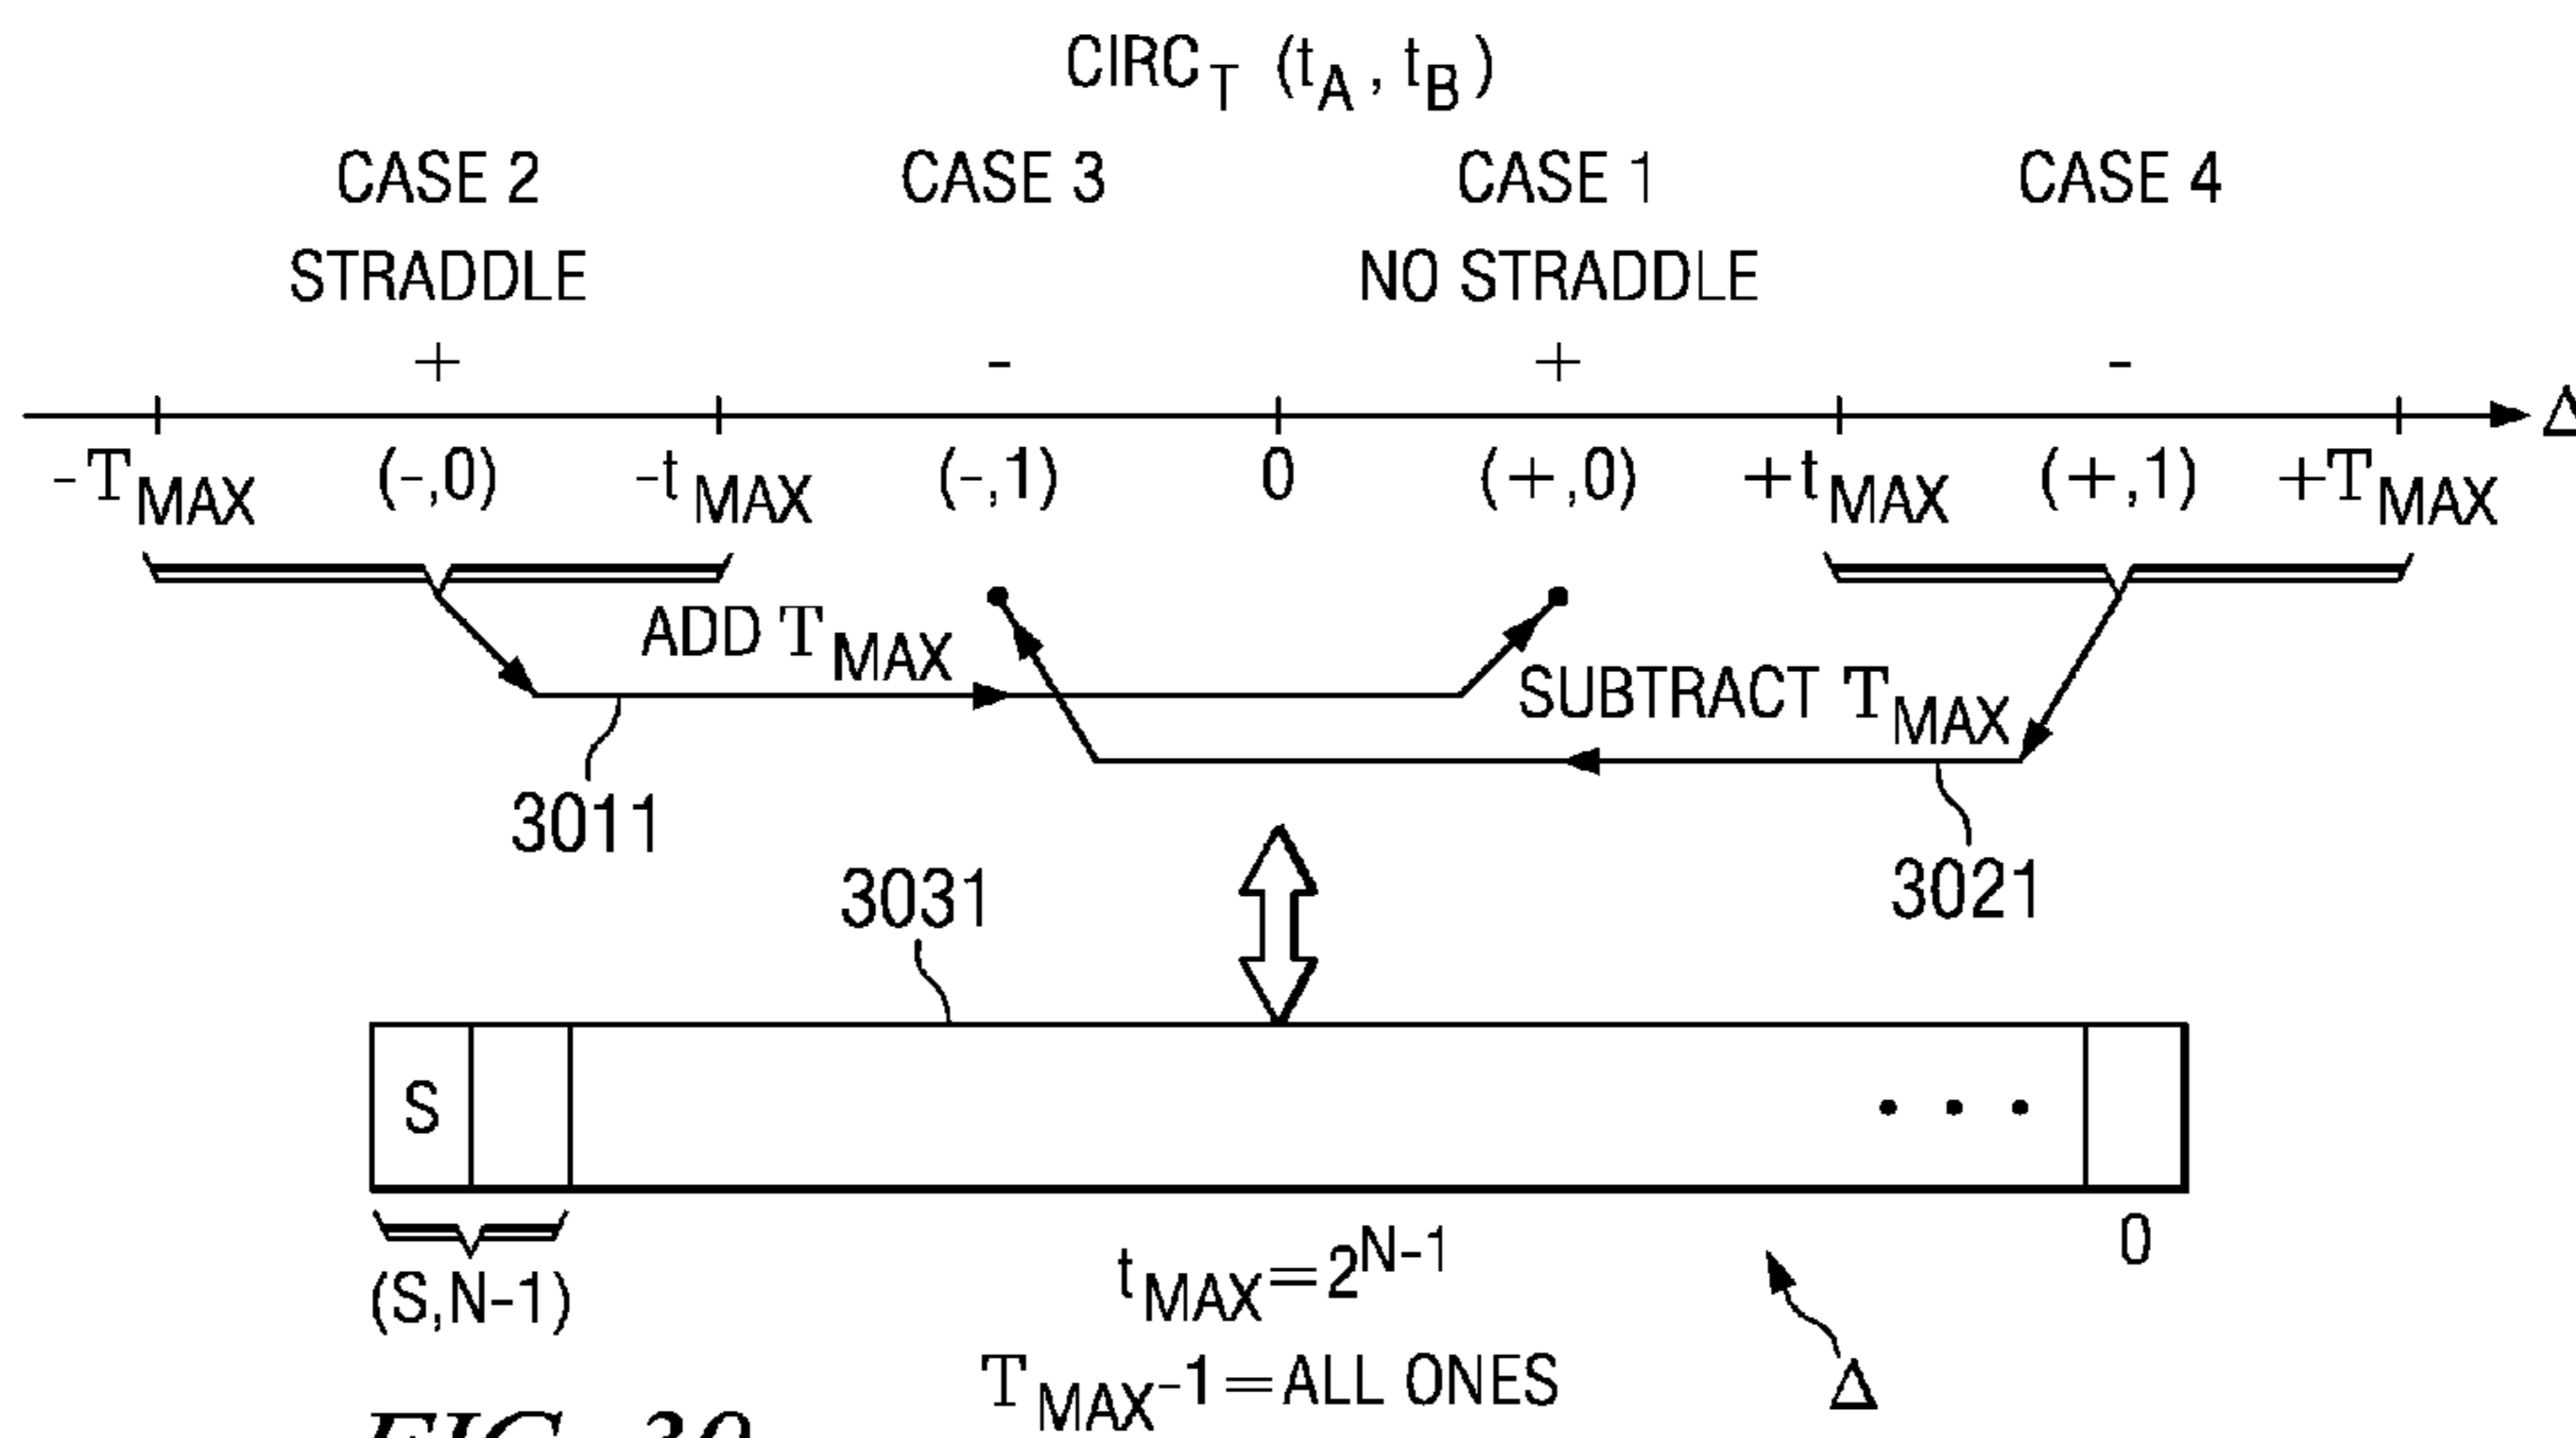 CIRC_T (t_A, t_B)
CASE 2 CASE 3 CASE 1 CASE 4
STRADDLE NO STRADDLE
+ - + -
Δ
-T_MAX (-,0) -t_MAX (-,1) 0 (+,0) +t_MAX (+,1) +T_MAX
ADD T_MAX
SUBTRACT T_MAX
3011
3021
3031
S
• • •
(S,N-1)
0
t_MAX=2^N-1
T_MAX-1=ALL ONES
Δ
FIG. 30